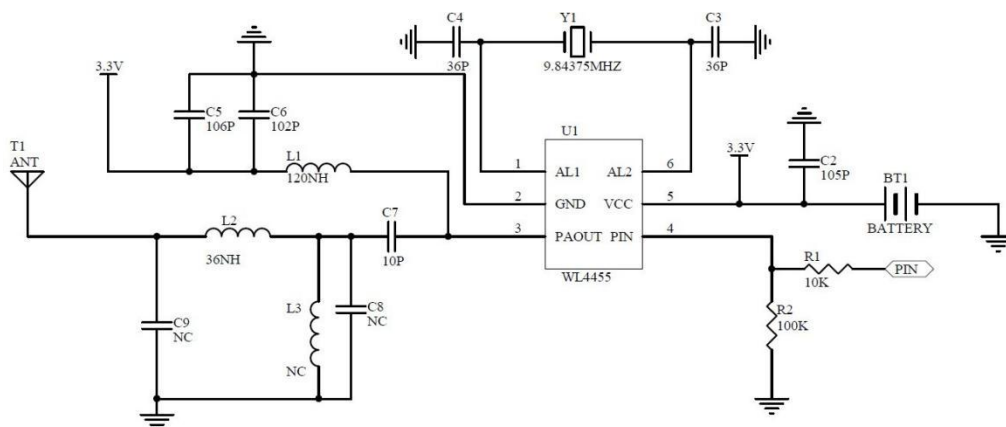 C4
36P
Y1
9.84375MHZ
C3
36P
3.3V
C5
106P
C6
102P
L1
120NH
T1
ANT
L2
36NH
C7
10P
C9
NC
L3
NC
C8
NC
U1
1 AL1 AL2 6
2 GND VCC 5
3 PAOUT PIN 4
WL4455
3.3V
C2
105P
BT1
BATTERY
R1
10K
PIN
R2
100K